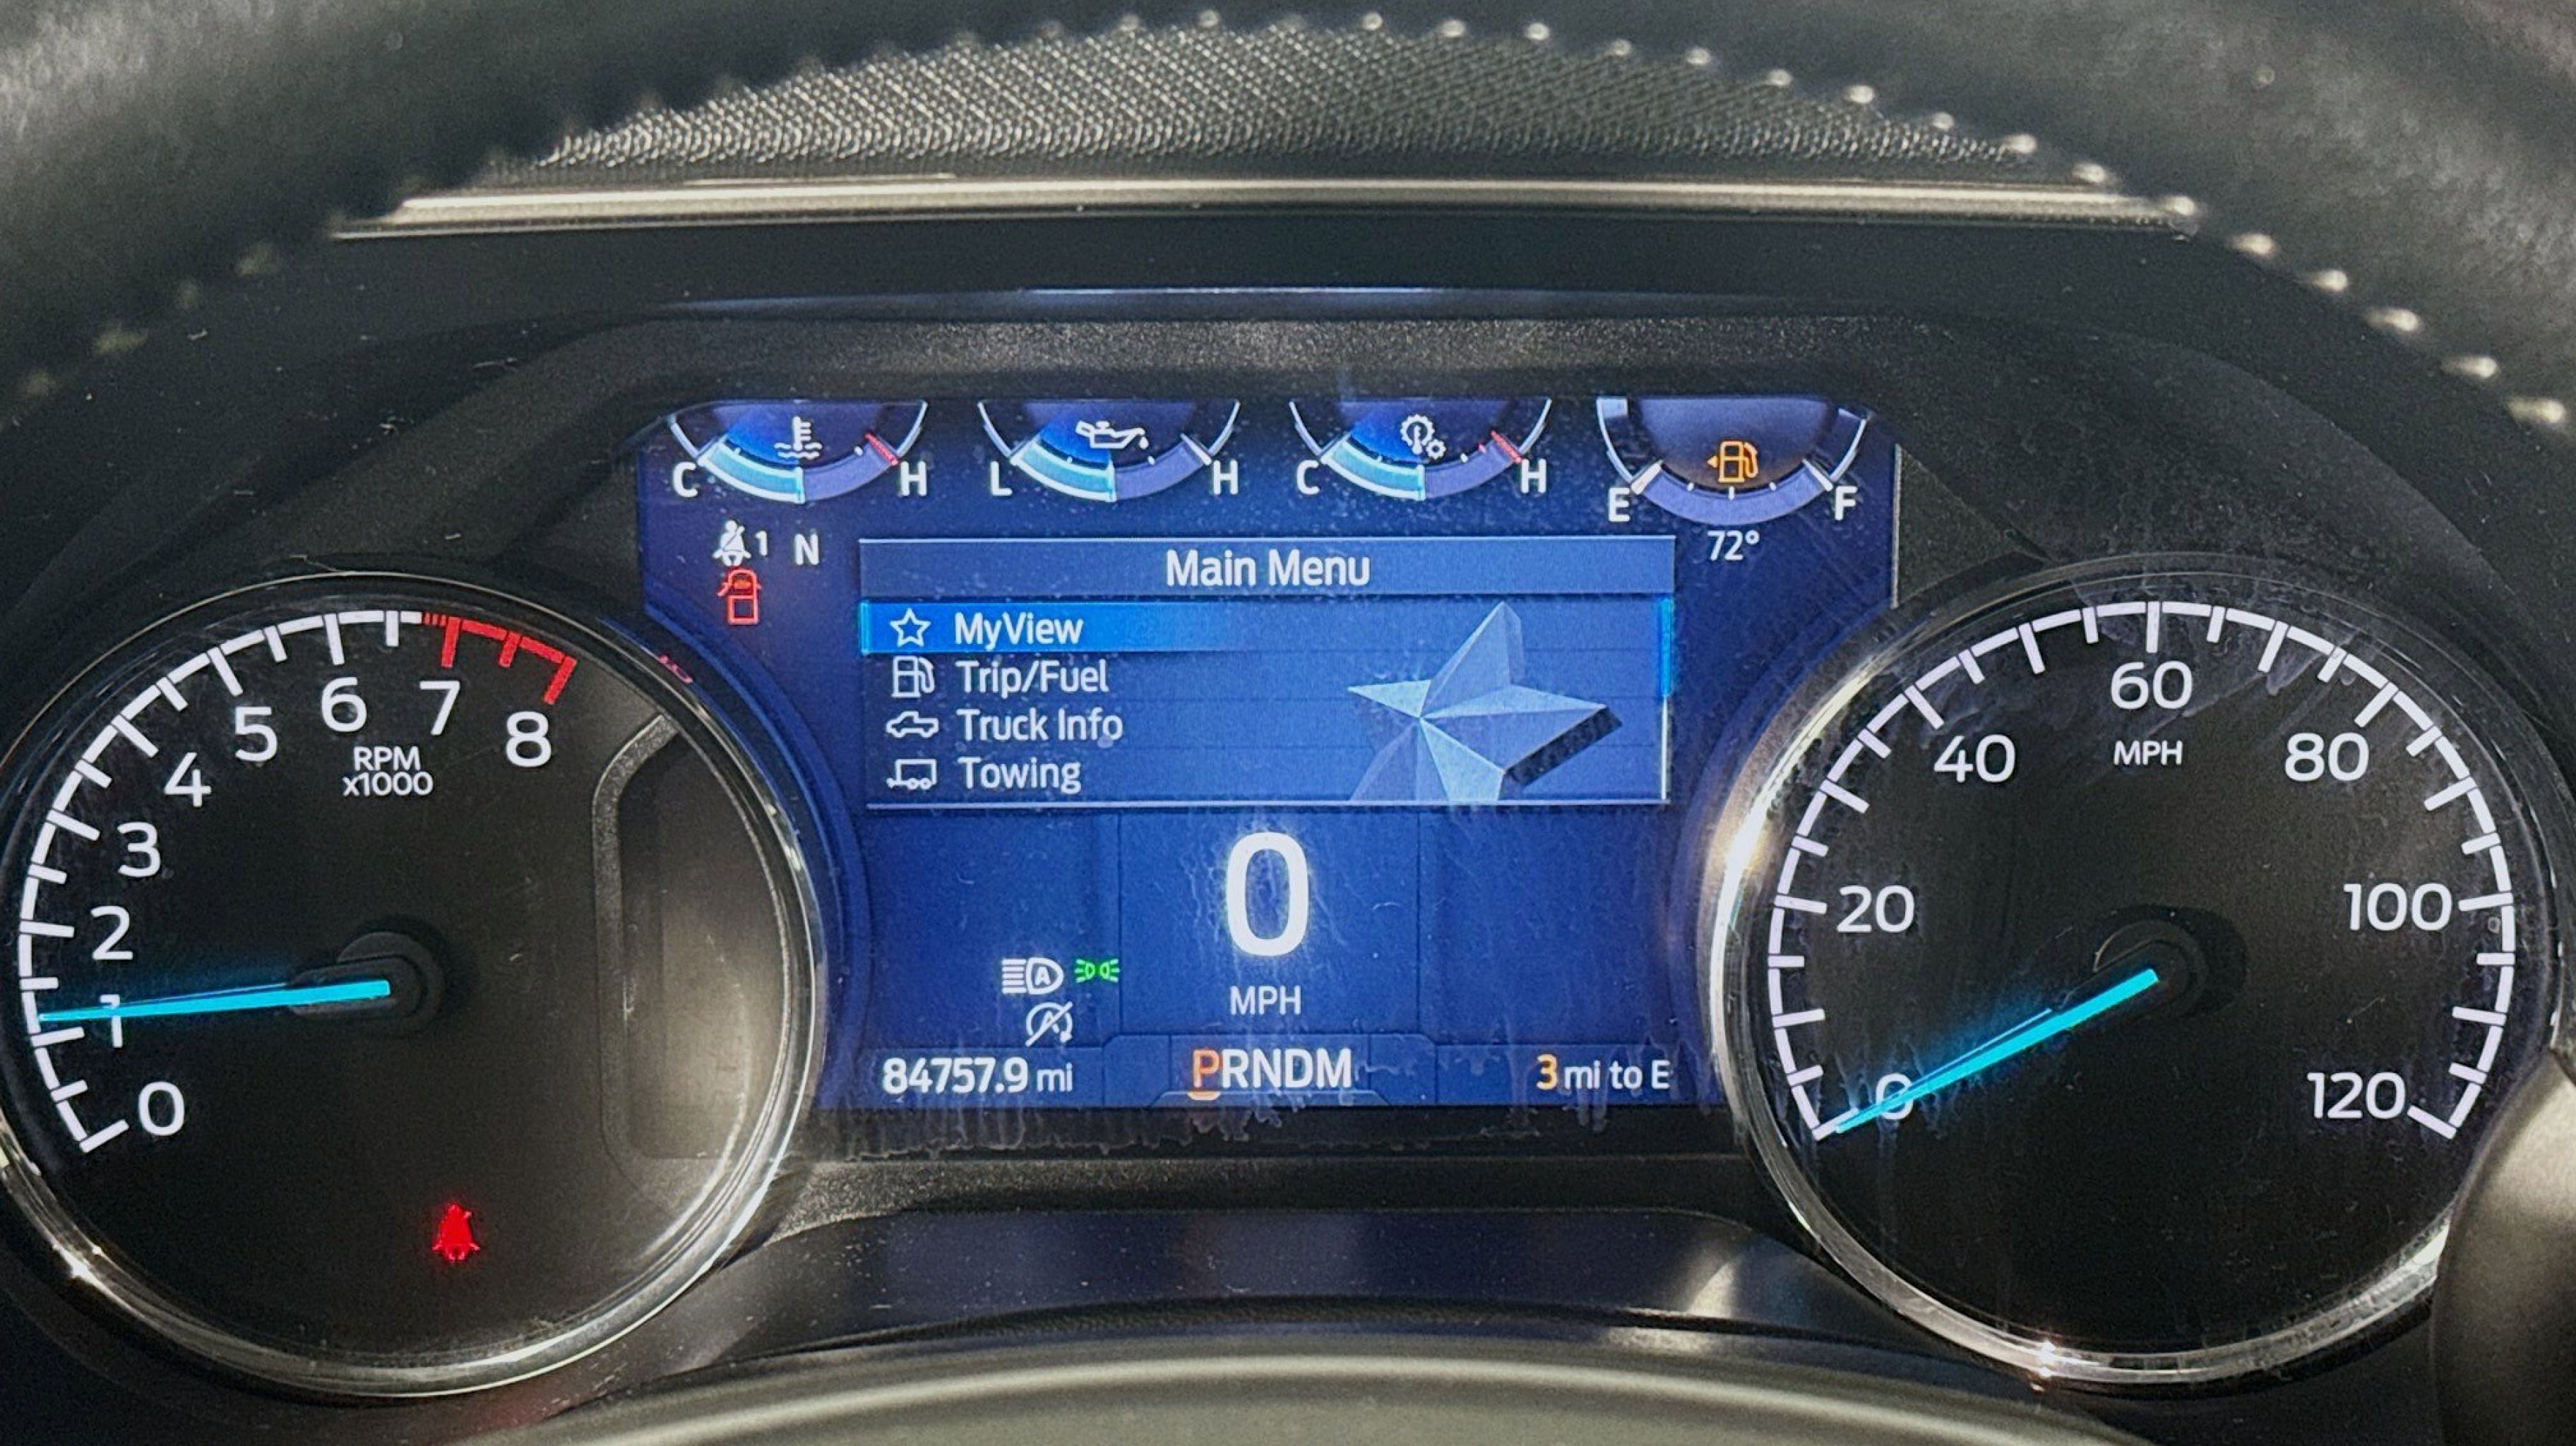 C H L H C H E F
1 N 72°
Main Menu
MyView
Trip/Fuel
Truck Info
Towing
0 1 2 3 4 5 6 7 8
RPM
x1000
0
MPH
A
A
84757.9 mi
PRNDM
3 mi to E
0 20 40 60 80 100 120
MPH